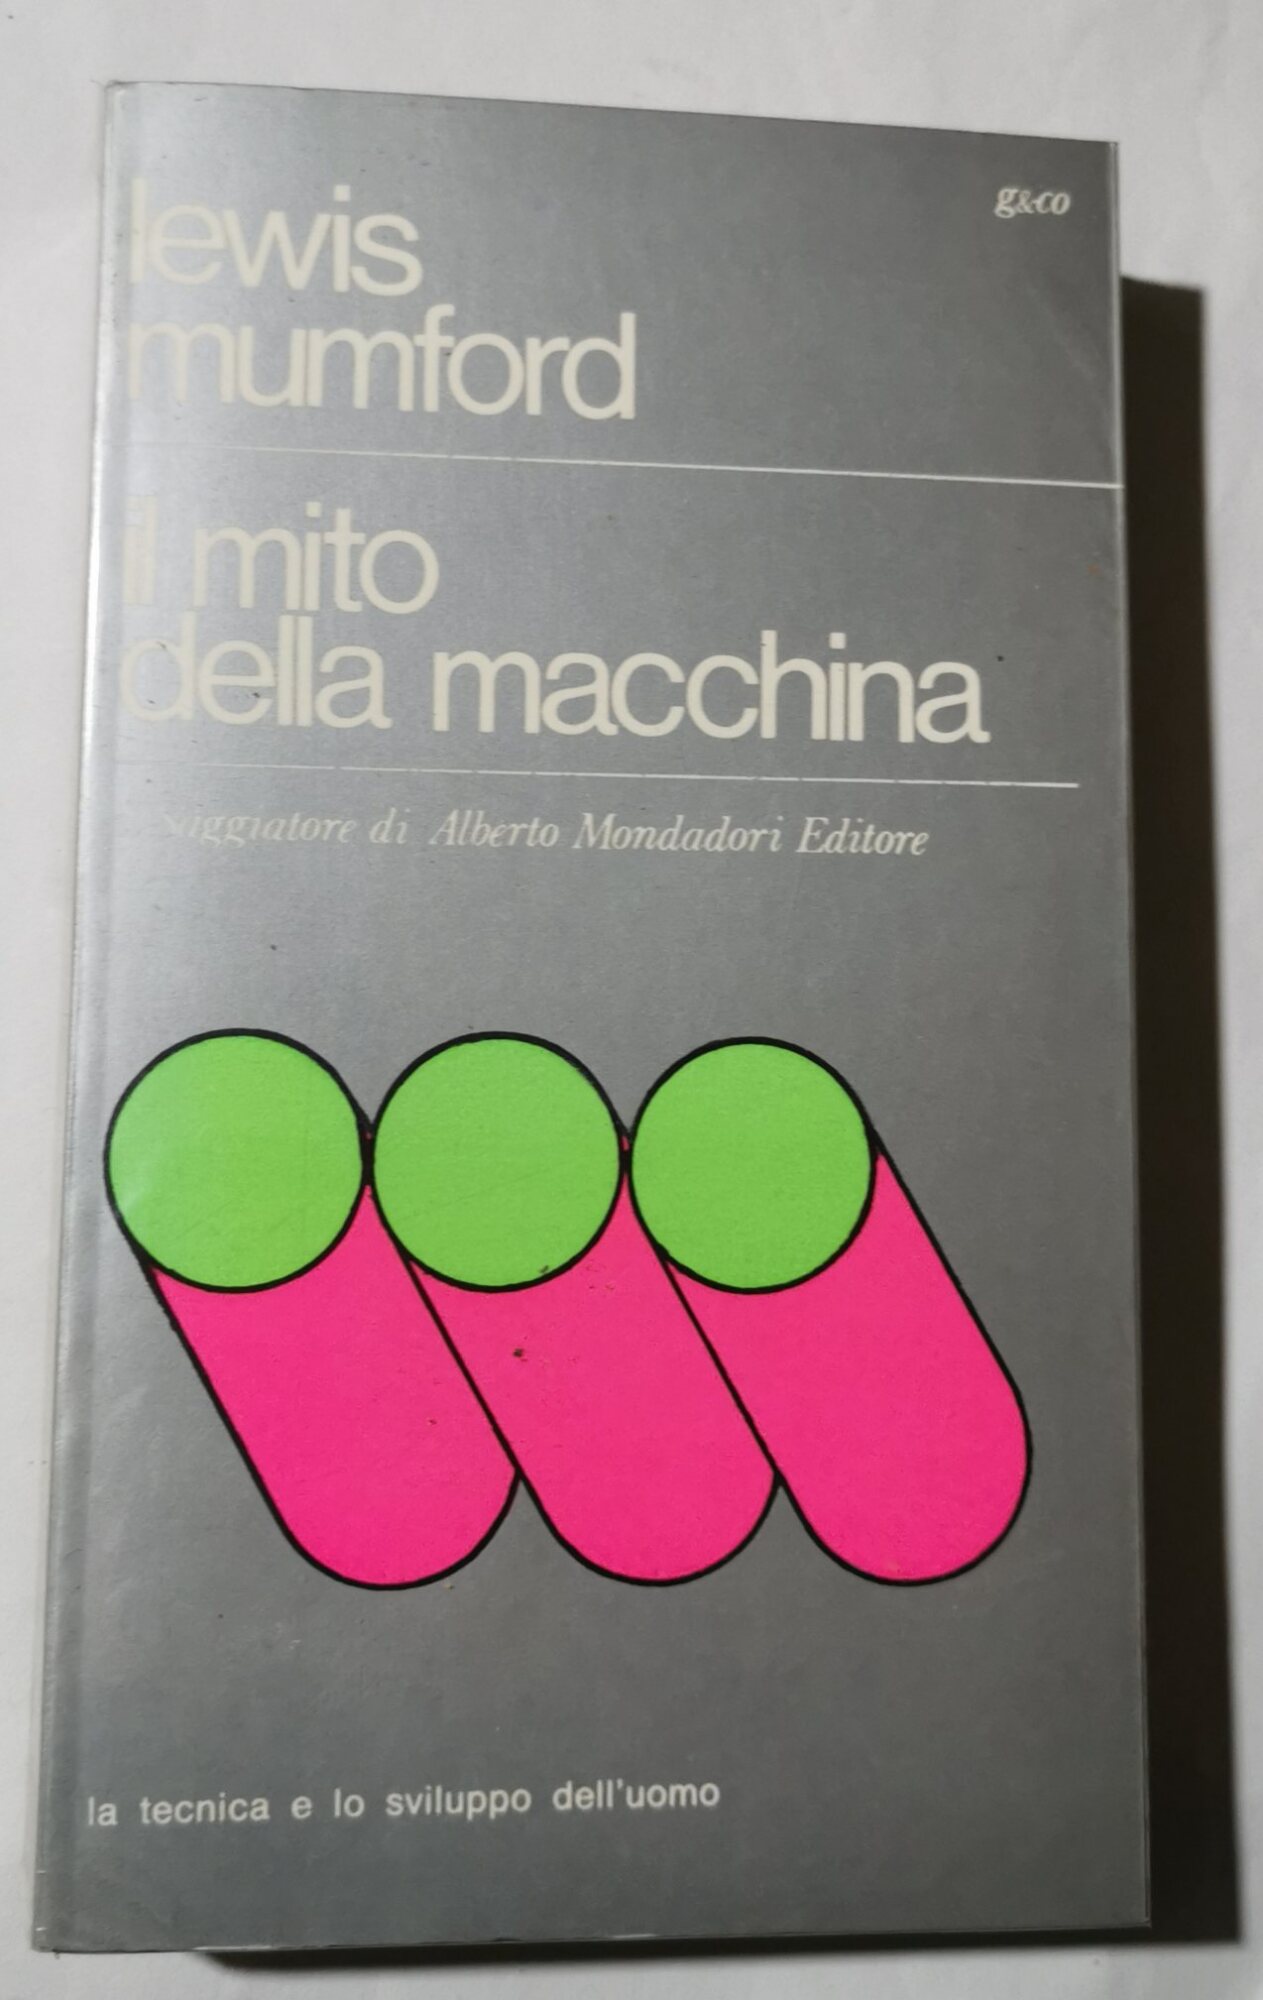 g&co
lewis
mumford
il mito
della macchina
Saggiatore di Alberto Mondadori Editore
la tecnica e lo sviluppo dell'uomo